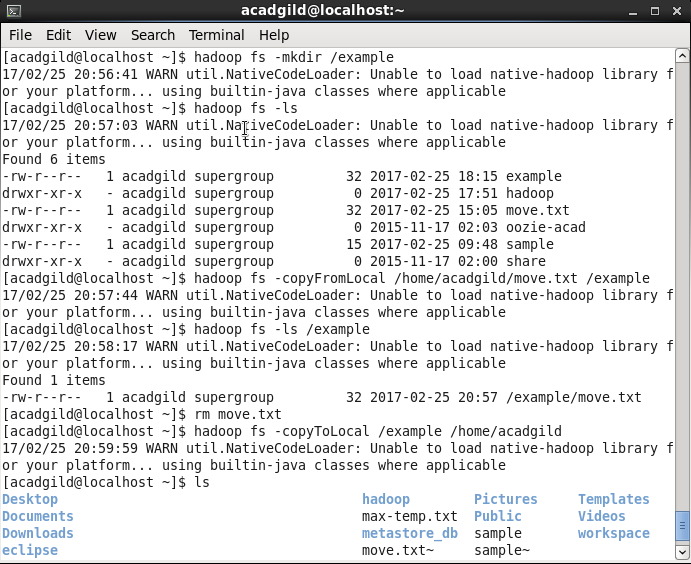 acadgild@localhost:~
File Edit View Search Terminal Help
[acadgild@localhost ~]$ hadoop fs -mkdir /example
17/02/25 20:56:41 WARN util.NativeCodeLoader: Unable to load native-hadoop library f
or your platform... using builtin-java classes where applicable
[acadgild@localhost ~]$ hadoop fs -ls
17/02/25 20:57:03 WARN util.NativeCodeLoader: Unable to load native-hadoop library f
or your platform... using builtin-java classes where applicable
Found 6 items
-rw-r--r--   1 acadgild supergroup         32 2017-02-25 18:15 example
drwxr-xr-x   - acadgild supergroup          0 2017-02-25 17:51 hadoop
-rw-r--r--   1 acadgild supergroup         32 2017-02-25 15:05 move.txt
drwxr-xr-x   - acadgild supergroup          0 2015-11-17 02:03 oozie-acad
-rw-r--r--   1 acadgild supergroup         15 2017-02-25 09:48 sample
drwxr-xr-x   - acadgild supergroup          0 2015-11-17 02:00 share
[acadgild@localhost ~]$ hadoop fs -copyFromLocal /home/acadgild/move.txt /example
17/02/25 20:57:44 WARN util.NativeCodeLoader: Unable to load native-hadoop library f
or your platform... using builtin-java classes where applicable
[acadgild@localhost ~]$ hadoop fs -ls /example
17/02/25 20:58:17 WARN util.NativeCodeLoader: Unable to load native-hadoop library f
or your platform... using builtin-java classes where applicable
Found 1 items
-rw-r--r--   1 acadgild supergroup         32 2017-02-25 20:57 /example/move.txt
[acadgild@localhost ~]$ rm move.txt
[acadgild@localhost ~]$ hadoop fs -copyToLocal /example /home/acadgild
17/02/25 20:59:59 WARN util.NativeCodeLoader: Unable to load native-hadoop library f
or your platform... using builtin-java classes where applicable
[acadgild@localhost ~]$ ls
Desktop                                      hadoop        Pictures     Templates
Documents                                    max-temp.txt  Public       Videos
Downloads                                    metastore_db  sample       workspace
eclipse                                      move.txt~     sample~